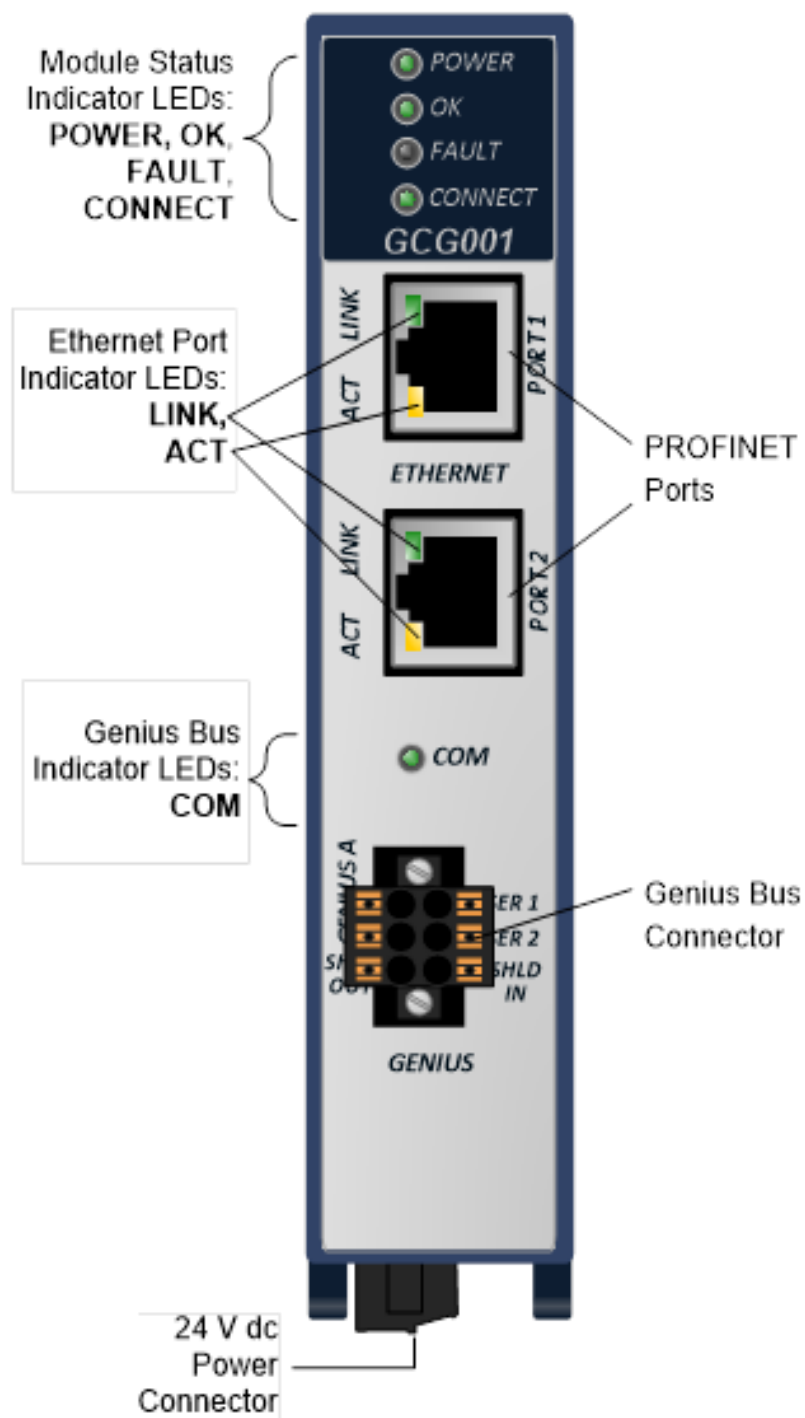 Module Status
Indicator LEDs:
POWER, OK,
FAULT,
CONNECT
POWER
OK
FAULT
CONNECT
GCG001
Ethernet Port
Indicator LEDs:
LINK,
ACT
LINK
ACT
PORT1
ETHERNET
PROFINET
Ports
LINK
ACT
PORT2
Genius Bus
Indicator LEDs:
COM
COM
A
SER 1
SER 2
SHLD
IN
GENIUS
Genius Bus
Connector
24 V dc
Power
Connector